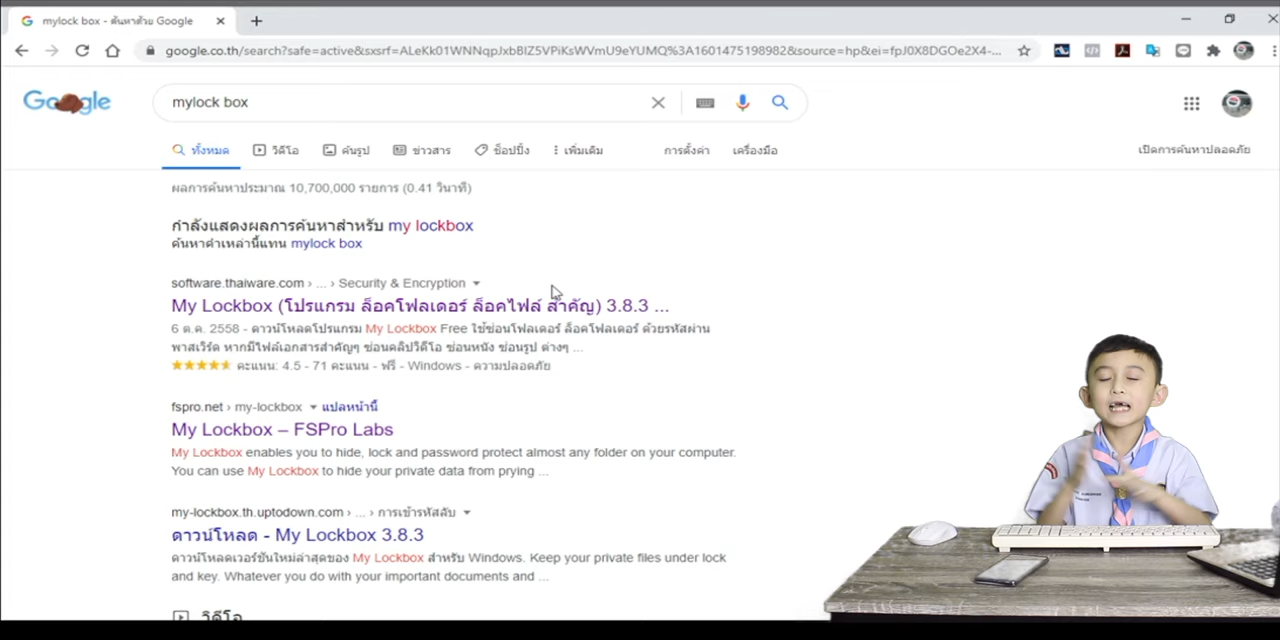 mylock box - ค้นหาด้วย Google
google.co.th/search?safe=active&sxsrf=ALeKk01WNNqpJxbBIZ5VPiKsWVmU9eYUMQ%3A1601475198982&source=hp&ei=fpJ0X8DGOe2X4-...
Google
mylock box
ทั้งหมด
วิดีโอ
ค้นรูป
ข่าวสาร
ช็อปปิ้ง
เพิ่มเติม
การตั้งค่า
เครื่องมือ
เปิดการค้นหาปลอดภัย
ผลการค้นหาประมาณ 10,700,000 รายการ (0.41 วินาที)
กำลังแสดงผลการค้นหาสำหรับ my lockbox
ค้นหาคำเหล่านี้แทน mylock box
software.thaiware.com › ... › Security & Encryption
My Lockbox (โปรแกรม ล็อคโฟลเดอร์ ล็อคไฟล์ สำคัญ) 3.8.3 ...
6 ต.ค. 2558 - ดาวน์โหลดโปรแกรม My Lockbox Free ใช้ซ่อนโฟลเดอร์ ล็อคโฟลเดอร์ ด้วยรหัสผ่าน
พาสเวิร์ด หากมีไฟล์เอกสารสำคัญๆ ซ่อนคลิปวิดีโอ ซ่อนหนัง ซ่อนรูป ต่างๆ ...
คะแนน: 4.5 - 71 คะแนน - ฟรี - Windows - ความปลอดภัย
fspro.net › my-lockbox แปลหน้านี้
My Lockbox – FSPro Labs
My Lockbox enables you to hide, lock and password protect almost any folder on your computer.
You can use My Lockbox to hide your private data from prying ...
my-lockbox.th.uptodown.com › ... › การเข้ารหัสลับ
ดาวน์โหลด - My Lockbox 3.8.3
ดาวน์โหลดเวอร์ชันใหม่ล่าสุดของ My Lockbox สำหรับ Windows. Keep your private files under lock
and key. Whatever you do with your important documents and ...
วิดีโอ